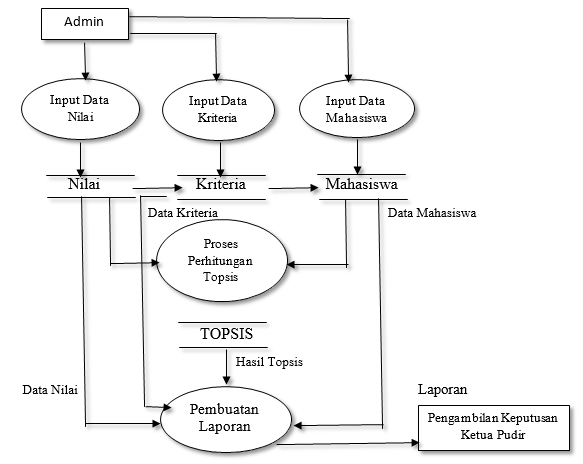 Admin
Input Data
Nilai
Input Data
Kriteria
Input Data
Mahasiswa
Nilai
Kriteria
Mahasiswa
Data Kriteria
Data Mahasiswa
Proses
Perhitungan
Topsis
TOPSIS
Hasil Topsis
Data Nilai
Laporan
Pembuatan
Laporan
Pengambilan Keputusan
Ketua Pudir